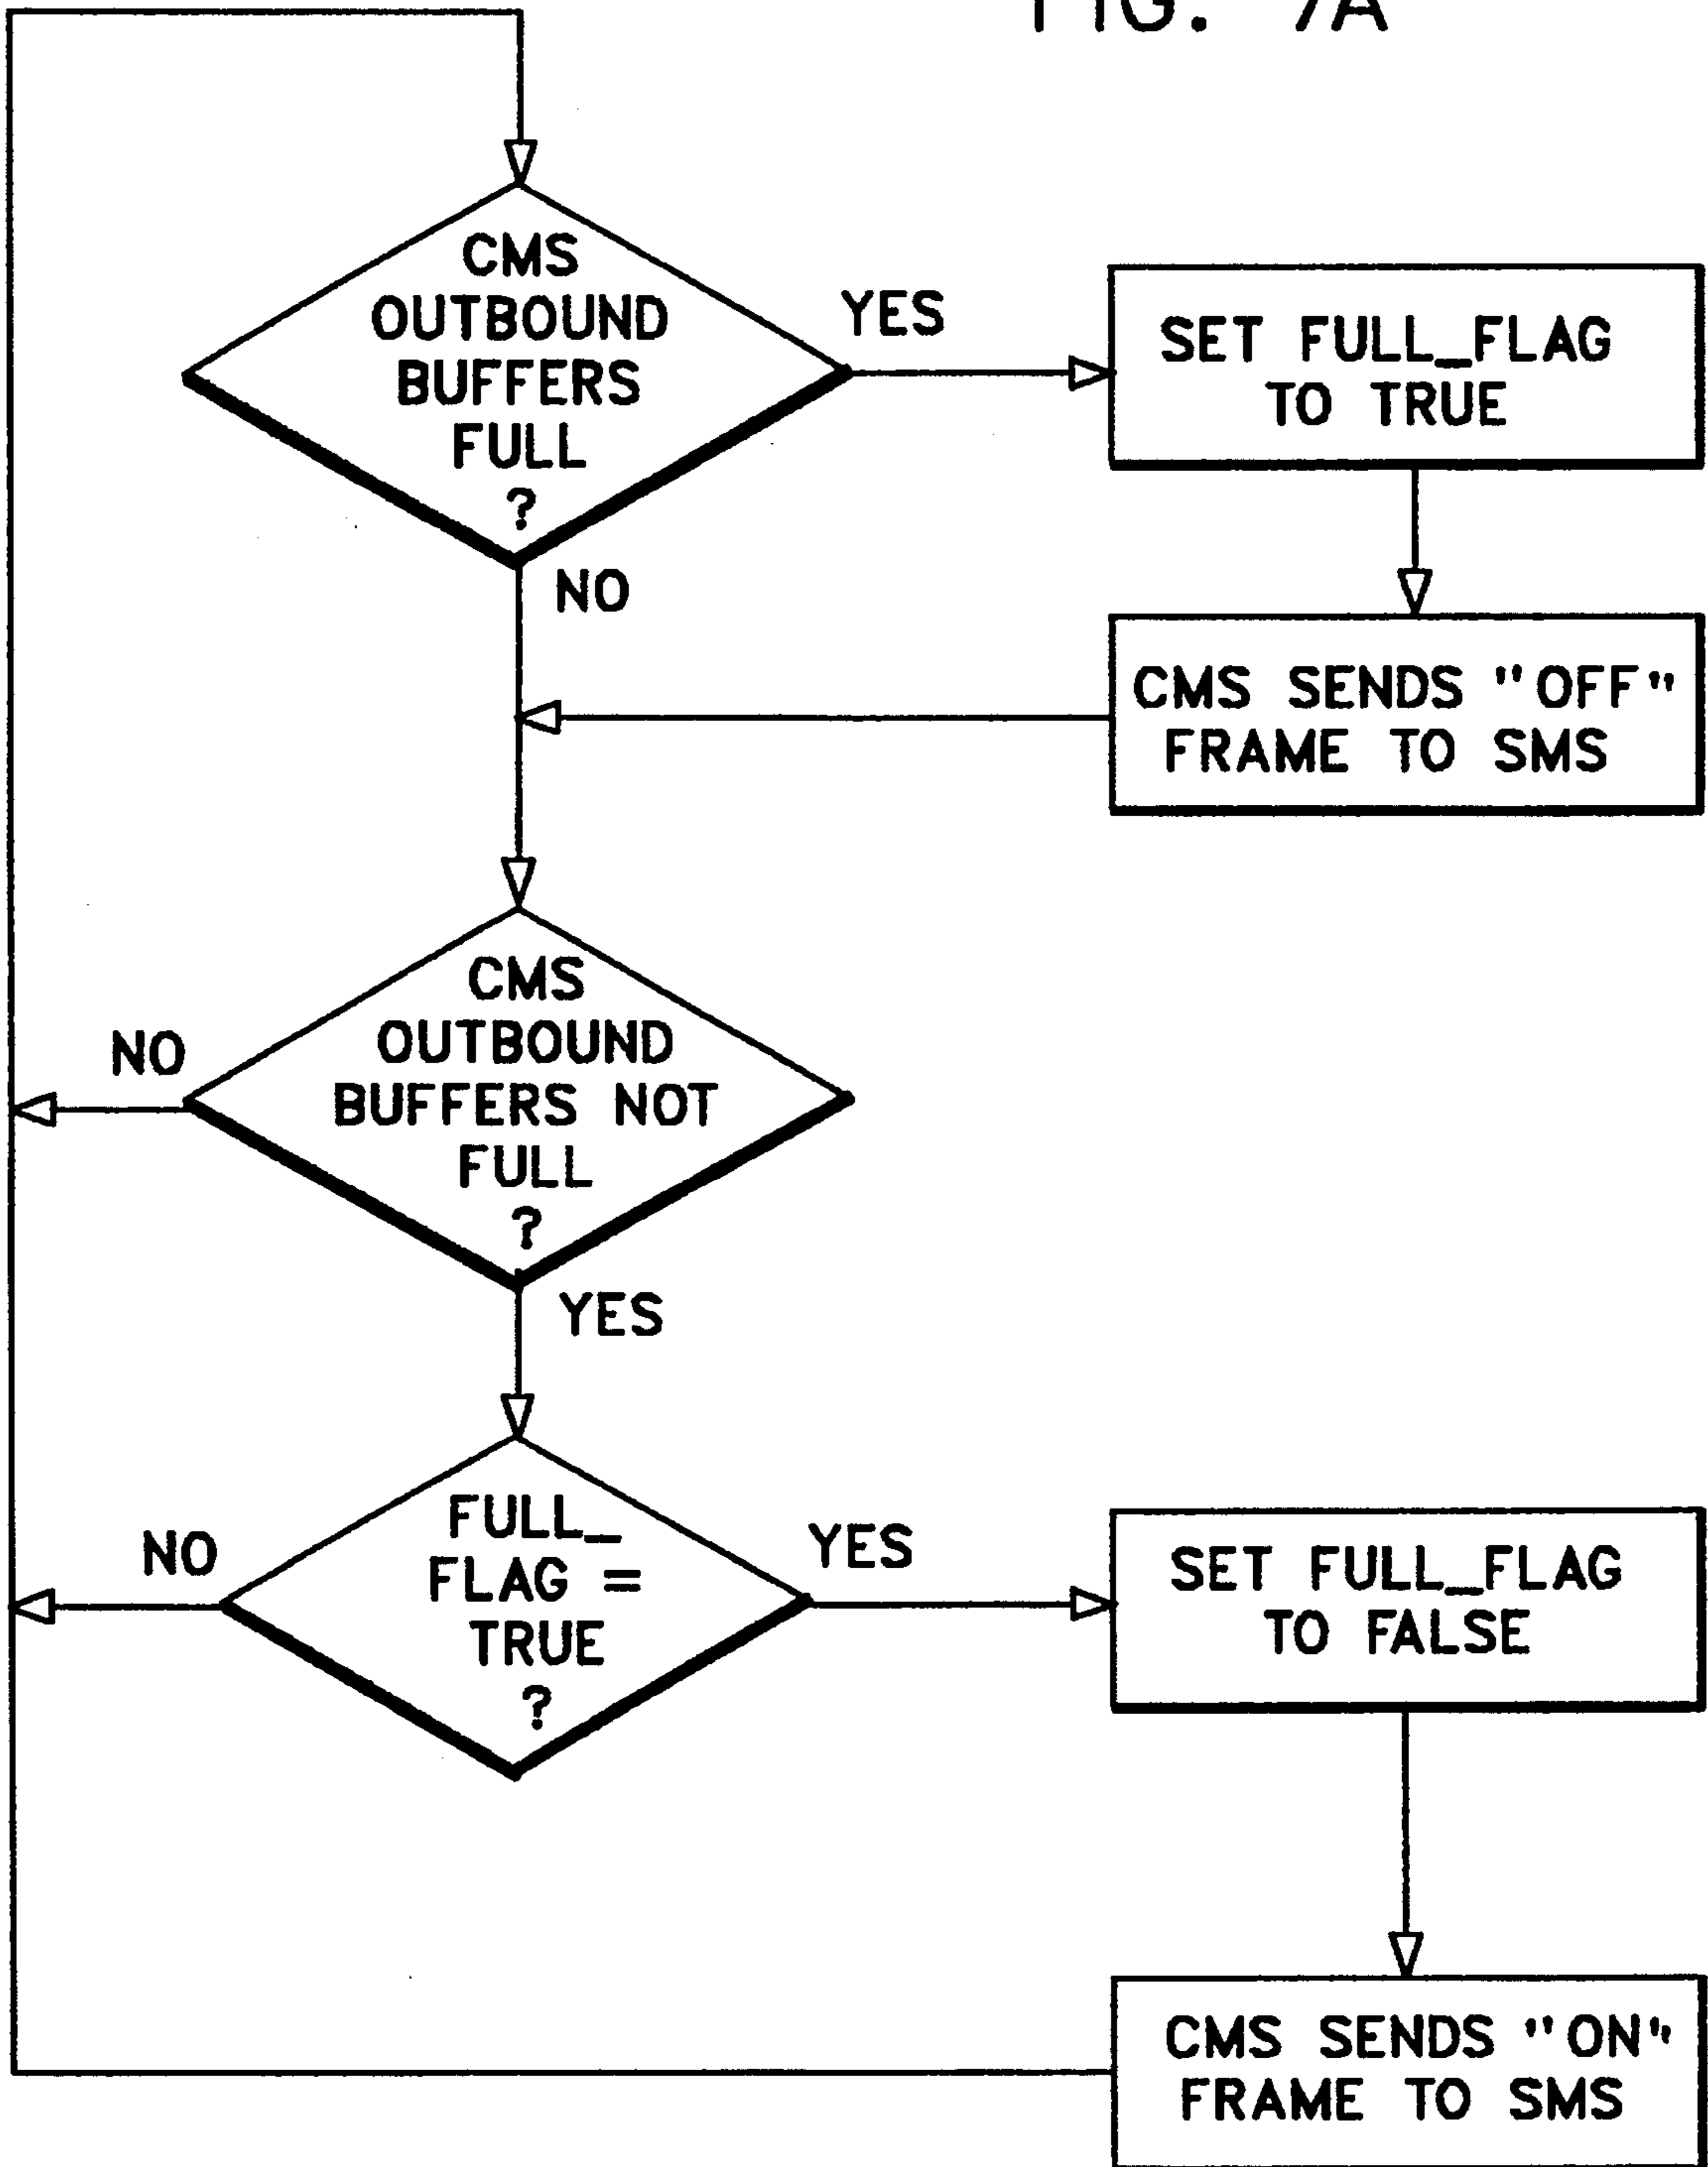 FIG. 7A
CMS
OUTBOUND
BUFFERS
FULL
?
YES
SET FULL_FLAG
TO TRUE
NO
CMS SENDS "OFF"
FRAME TO SMS
CMS
OUTBOUND
BUFFERS NOT
FULL
?
NO
YES
FULL_
FLAG =
TRUE
?
NO
YES
SET FULL_FLAG
TO FALSE
CMS SENDS "ON"
FRAME TO SMS